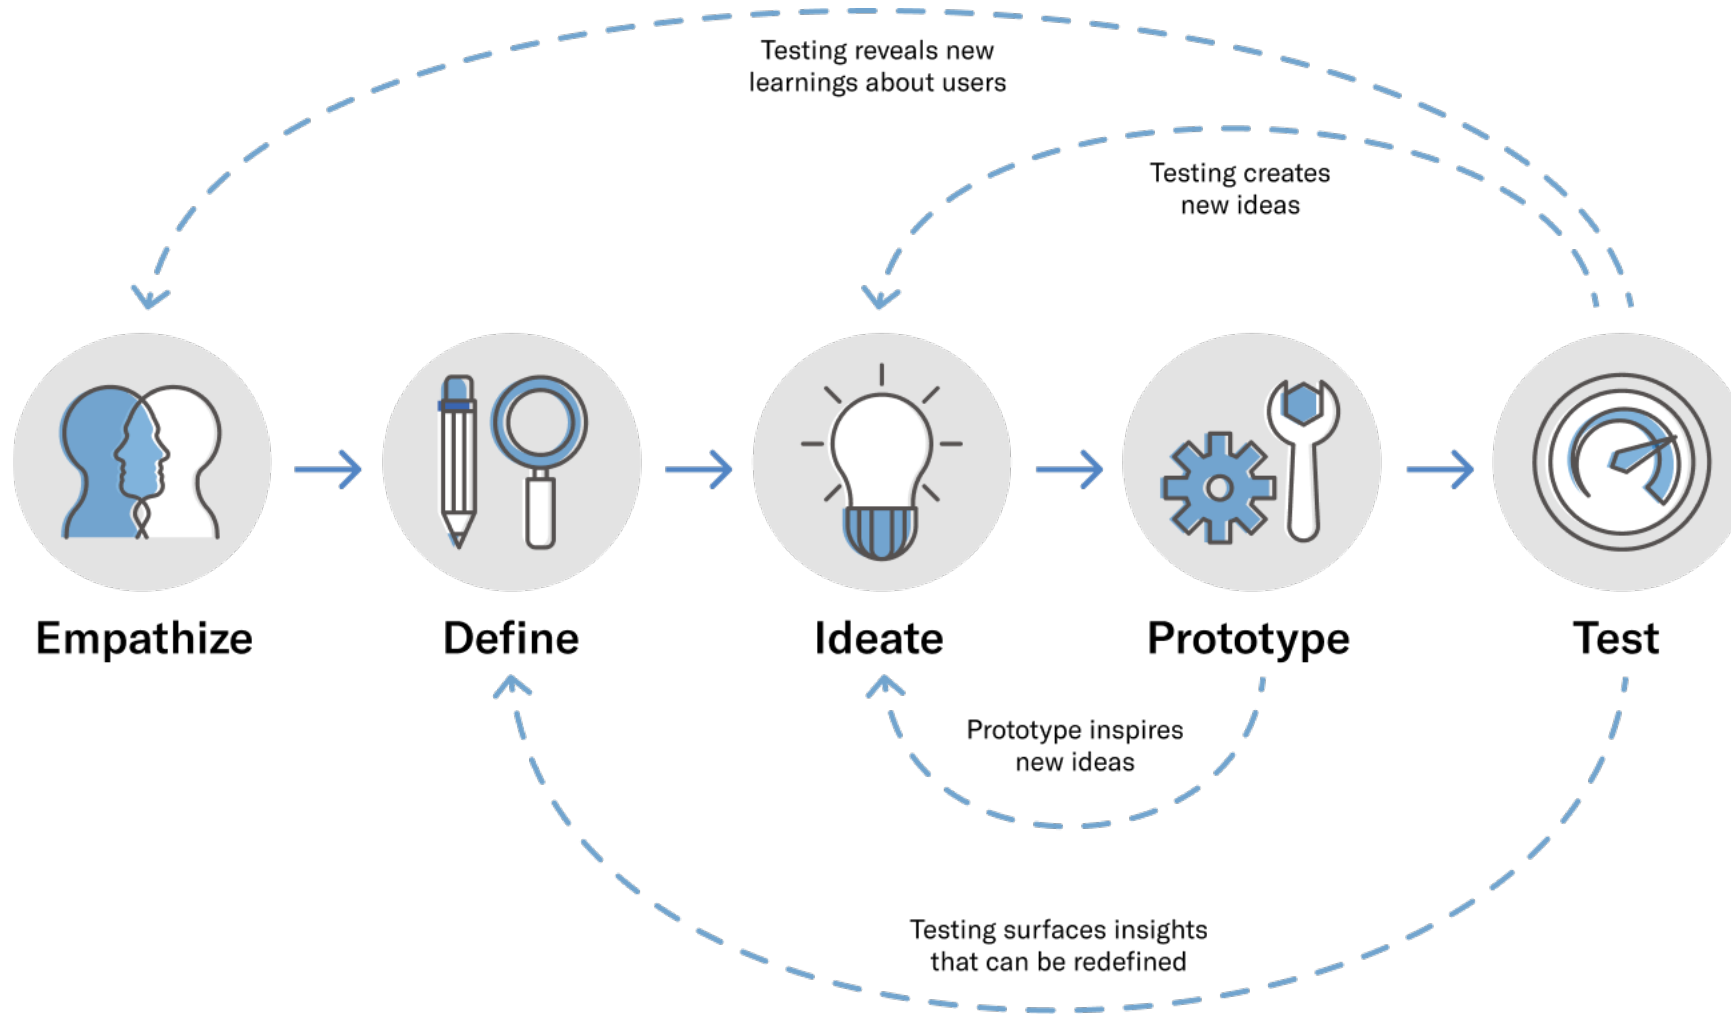 Testing reveals new
learnings about users
Testing creates
new ideas
Empathize
Define
Ideate
Prototype
Test
Prototype inspires
new ideas
Testing surfaces insights
that can be redefined